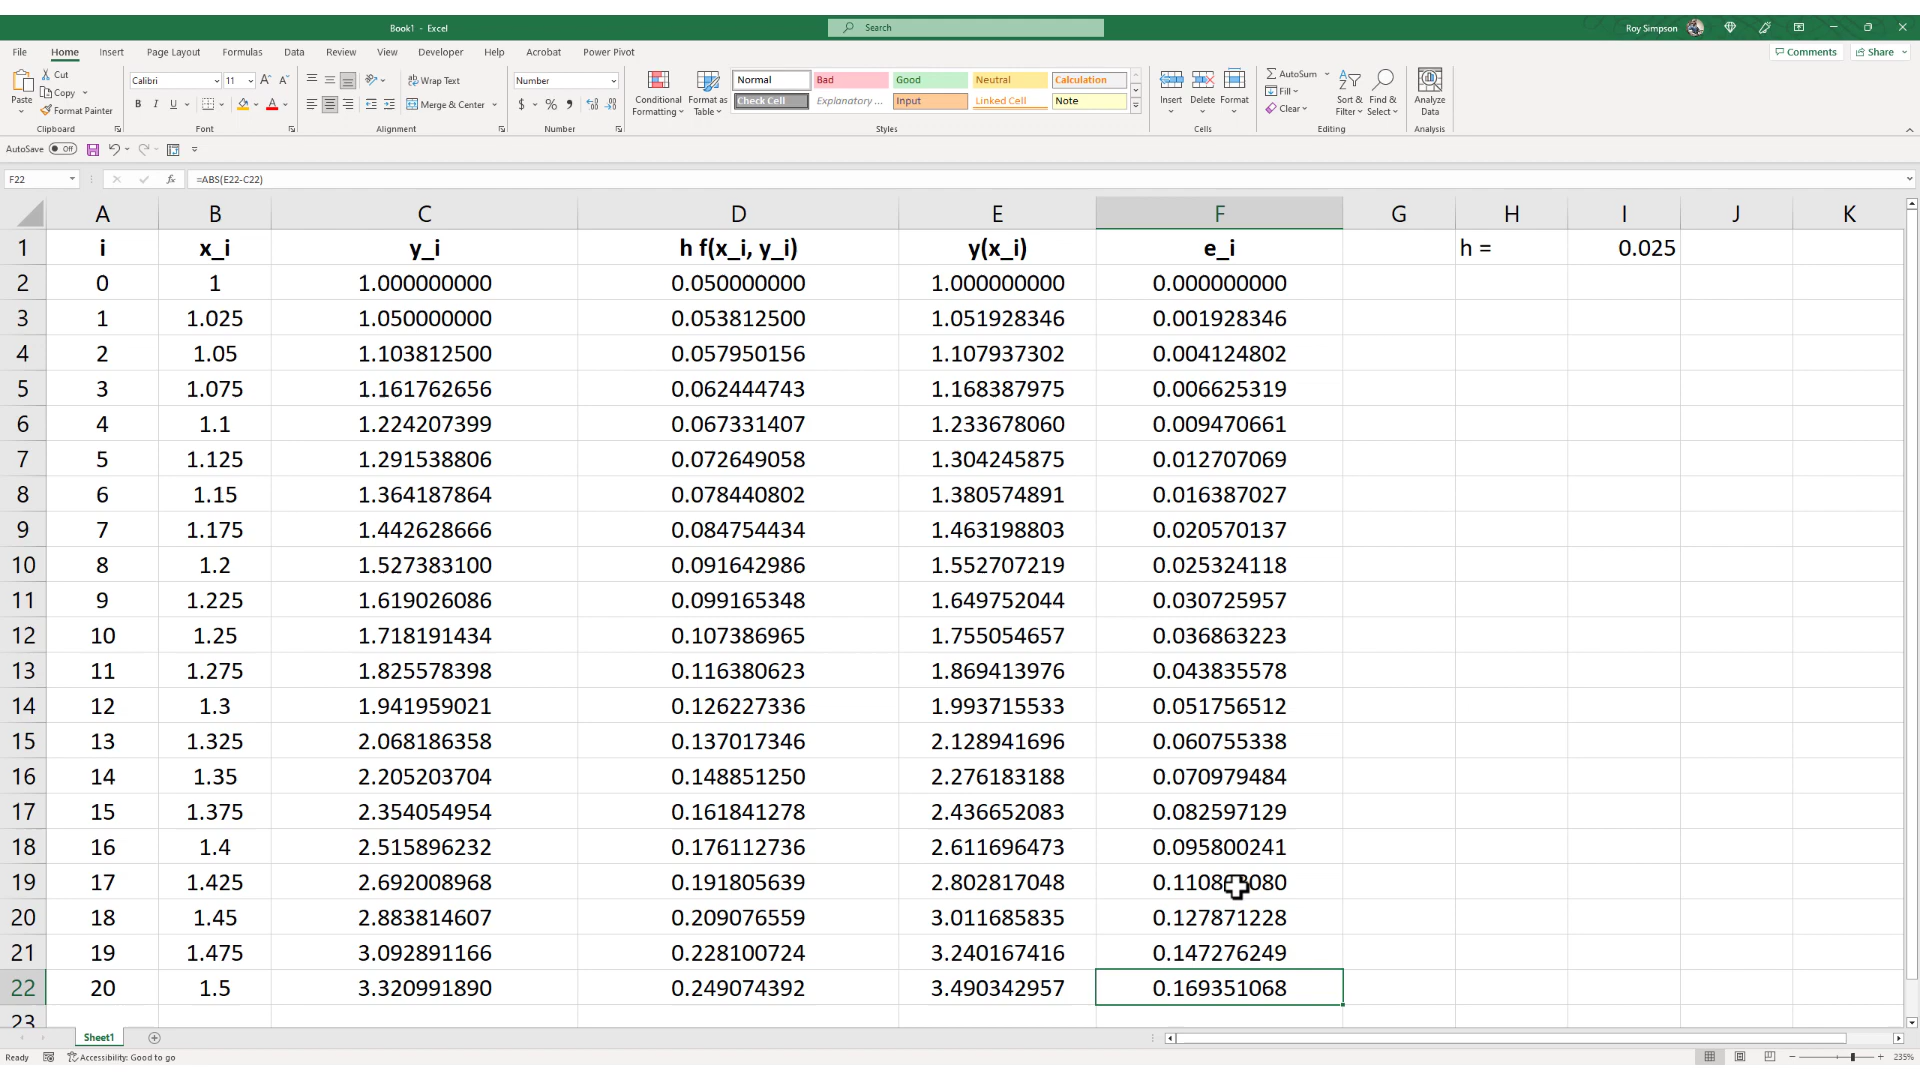 Book1 - Excel
Search
Roy Simpson
File Home Insert Page Layout Formulas Data Review View Developer Help Acrobat Power Pivot
Comments Share
Paste
Cut
Copy
Format Painter
Clipboard
Calibri 11
B I U
Font
Wrap Text
Merge & Center
Alignment
Number
$ % ,
Number
Conditional Formatting
Format as Table
Normal Bad Good Neutral Calculation
Check Cell Explanatory ... Input Linked Cell Note
Styles
Insert Delete Format
Cells
AutoSum
Fill
Clear
Sort & Filter
Find & Select
Editing
Analyze Data
Analysis
AutoSave Off
F22 fx =ABS(E22-C22)
A B C D E F G H I J K
1 i x_i y_i h f(x_i, y_i) y(x_i) e_i h = 0.025
2 0 1 1.000000000 0.050000000 1.000000000 0.000000000
3 1 1.025 1.050000000 0.053812500 1.051928346 0.001928346
4 2 1.05 1.103812500 0.057950156 1.107937302 0.004124802
5 3 1.075 1.161762656 0.062444743 1.168387975 0.006625319
6 4 1.1 1.224207399 0.067331407 1.233678060 0.009470661
7 5 1.125 1.291538806 0.072649058 1.304245875 0.012707069
8 6 1.15 1.364187864 0.078440802 1.380574891 0.016387027
9 7 1.175 1.442628666 0.084754434 1.463198803 0.020570137
10 8 1.2 1.527383100 0.091642986 1.552707219 0.025324118
11 9 1.225 1.619026086 0.099165348 1.649752044 0.030725957
12 10 1.25 1.718191434 0.107386965 1.755054657 0.036863223
13 11 1.275 1.825578398 0.116380623 1.869413976 0.043835578
14 12 1.3 1.941959021 0.126227336 1.993715533 0.051756512
15 13 1.325 2.068186358 0.137017346 2.128941696 0.060755338
16 14 1.35 2.205203704 0.148851250 2.276183188 0.070979484
17 15 1.375 2.354054954 0.161841278 2.436652083 0.082597129
18 16 1.4 2.515896232 0.176112736 2.611696473 0.095800241
19 17 1.425 2.692008968 0.191805639 2.802817048
20 18 1.45 2.883814607 0.209076559 3.011685835 0.127871228
21 19 1.475 3.092891166 0.228100724 3.240167416 0.147276249
22 20 1.5 3.320991890 0.249074392 3.490342957 0.169351068
23
Sheet1
Ready Accessibility: Good to go 235%